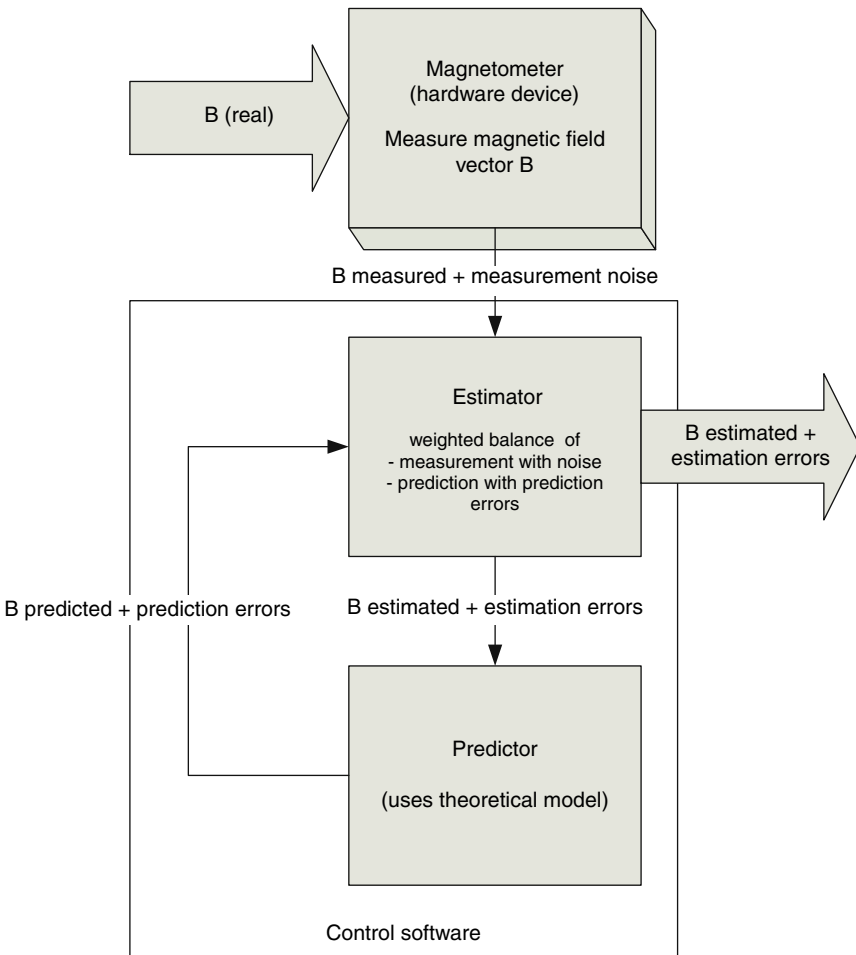 Magnetometer
(hardware device)
Measure magnetic field
vector B
B (real)
B measured + measurement noise
Estimator
weighted balance of
- measurement with noise
- prediction with prediction
errors
B estimated +
estimation errors
B predicted + prediction errors
B estimated + estimation errors
Predictor
(uses theoretical model)
Control software